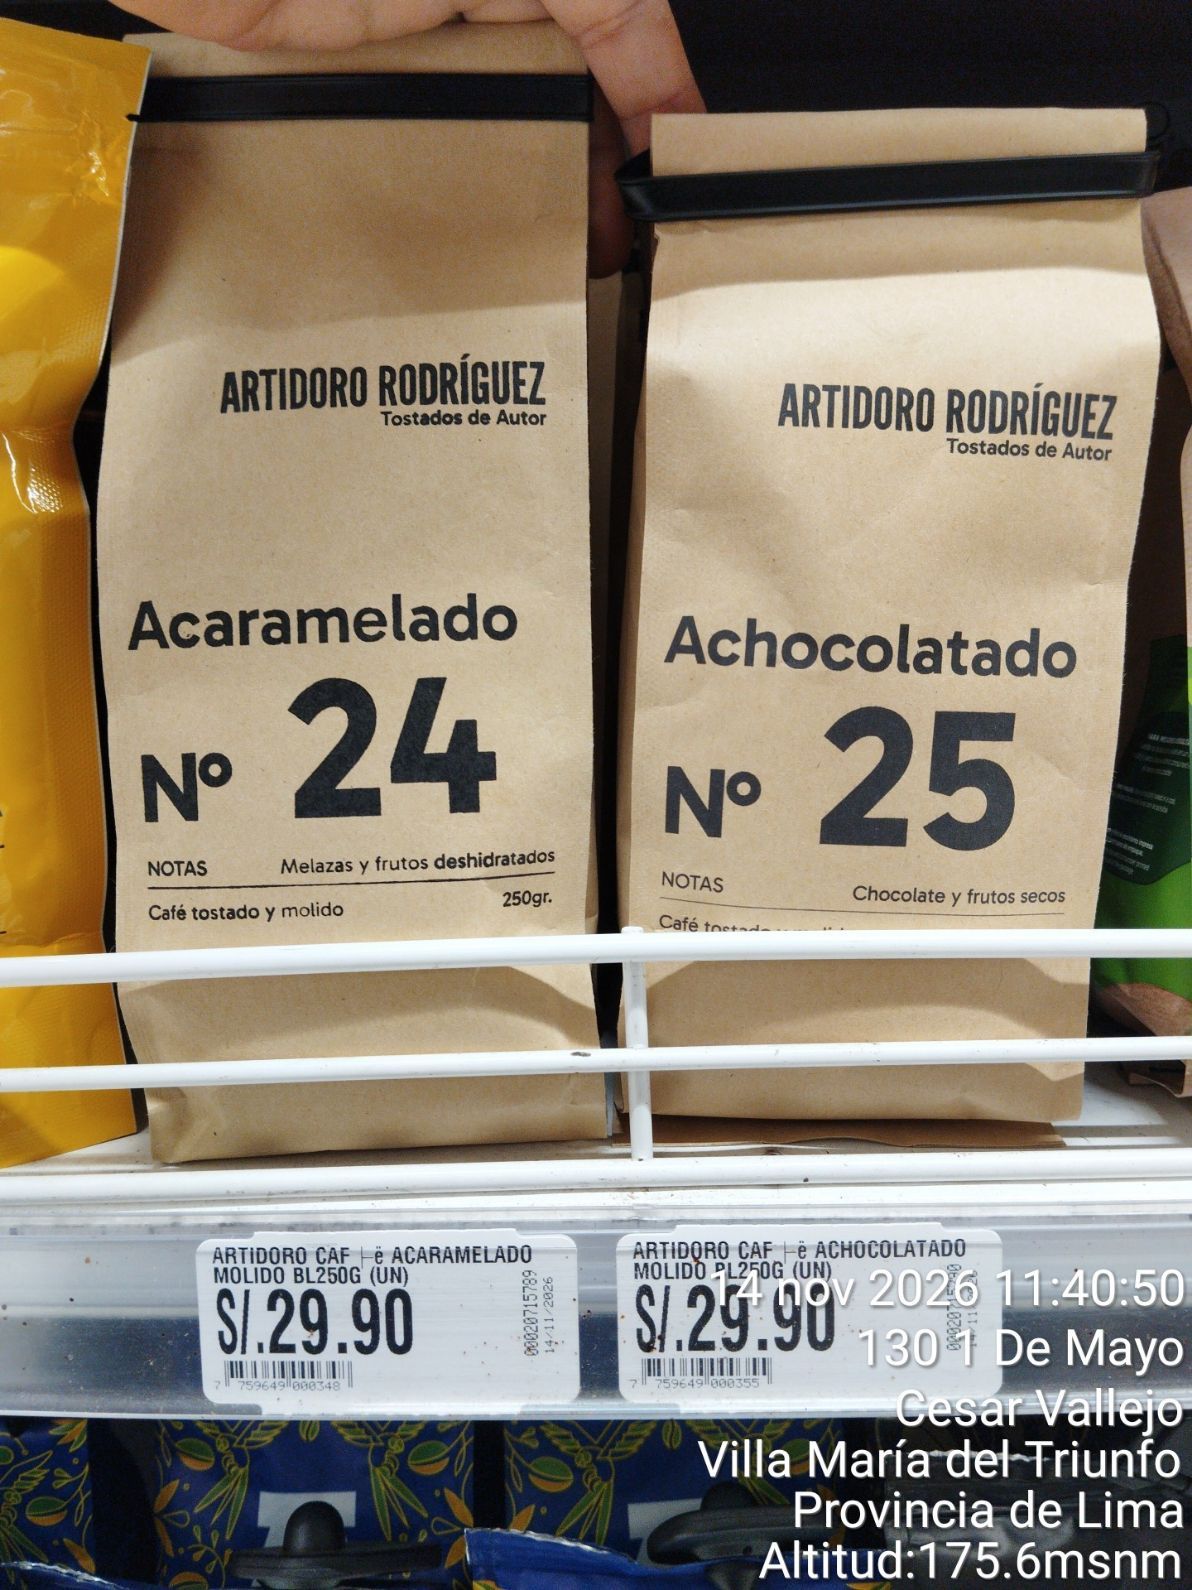 ARTIDORO RODRÍGUEZ
Tostados de Autor
Acaramelado
Nº 24
NOTAS Melazas y frutos deshidratados
Café tostado y molido 250gr.
ARTIDORO RODRÍGUEZ
Tostados de Autor
Achocolatado
Nº 25
NOTAS Chocolate y frutos secos
Café tostado y
ARTIDORO CAF ├ë ACARAMELADO
MOLIDO BL250G (UN)
S/.29.90
00020715789
14/11/2026
7 759649 000348
ARTIDORO CAF ├ë ACHOCOLATADO
MOLIDO BL250G (UN)
S/.29.90
7 759649 000355
14 nov 2026 11:40:50
130 1 De Mayo
Cesar Vallejo
Villa María del Triunfo
Provincia de Lima
Altitud:175.6msnm